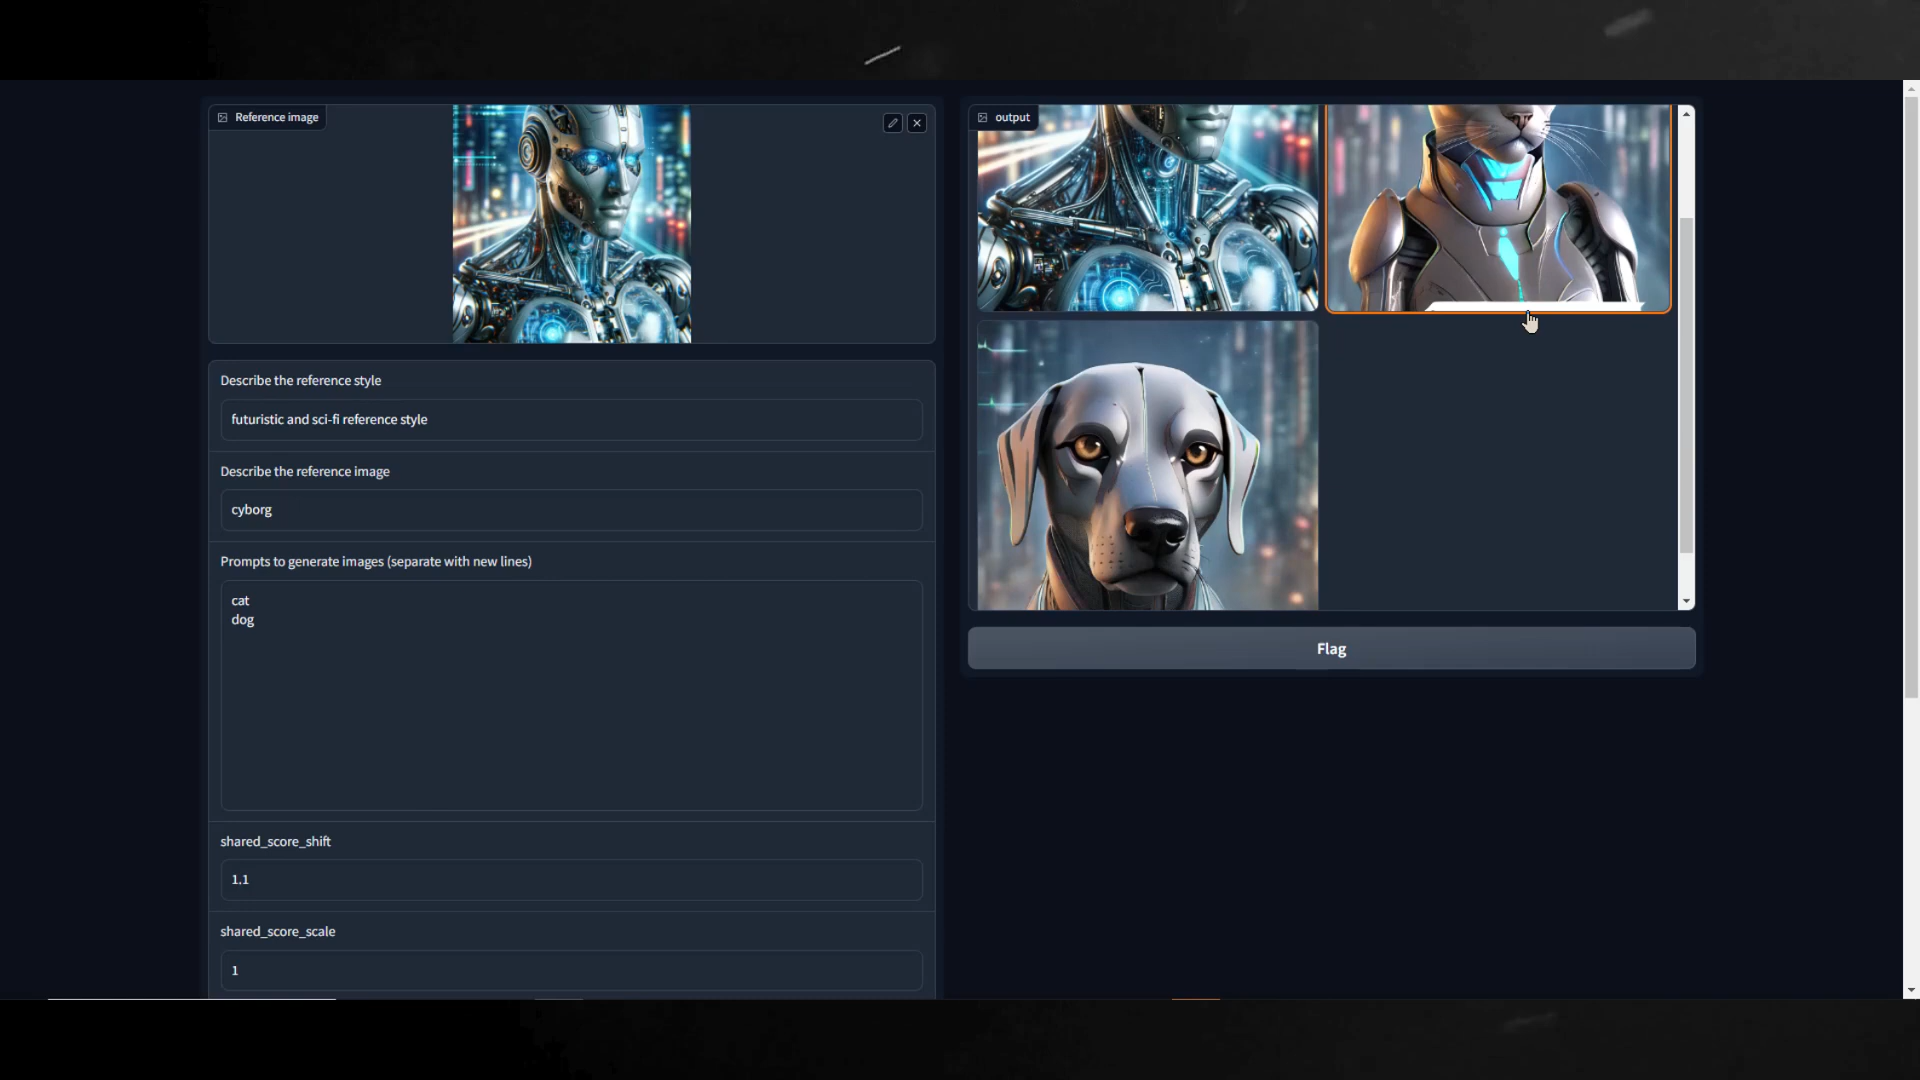 Reference image
output
Describe the reference style
futuristic and sci-fi reference style
Describe the reference image
cyborg
Prompts to generate images (separate with new lines)
cat
dog
Flag
shared_score_shift
1,1
shared_score_scale
1